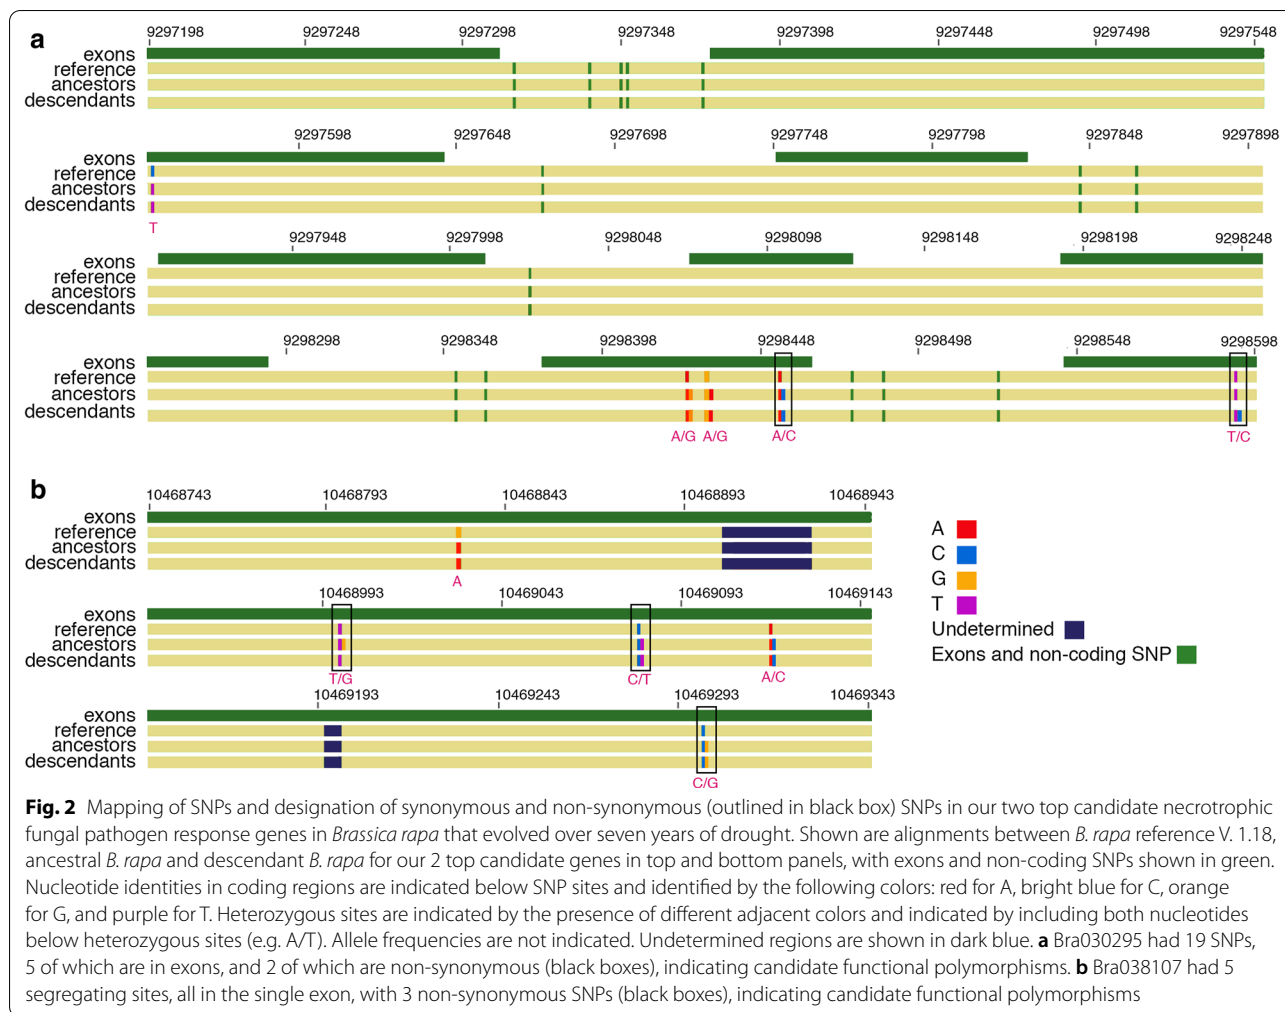 a
9297198 9297248 9297298 9297348 9297398 9297448 9297498 9297548
exons
reference
ancestors
descendants
9297598 9297648 9297698 9297748 9297798 9297848 9297898
exons
reference
ancestors
descendants
T
9297948 9297998 9298048 9298098 9298148 9298198 9298248
exons
reference
ancestors
descendants
9298298 9298348 9298398 9298448 9298498 9298548 9298598
exons
reference
ancestors
descendants
A/G A/G A/C T/C
b
10468743 10468793 10468843 10468893 10468943
exons
reference
ancestors
descendants
A
10468993 10469043 10469093 10469143
exons
reference
ancestors
descendants
T/G C/T A/C
10469193 10469243 10469293 10469343
exons
reference
ancestors
descendants
C/G
A
C
G
T
Undetermined
Exons and non-coding SNP
Fig. 2 Mapping of SNPs and designation of synonymous and non-synonymous (outlined in black box) SNPs in our two top candidate necrotrophic
fungal pathogen response genes in Brassica rapa that evolved over seven years of drought. Shown are alignments between B. rapa reference V. 1.18,
ancestral B. rapa and descendant B. rapa for our 2 top candidate genes in top and bottom panels, with exons and non-coding SNPs shown in green.
Nucleotide identities in coding regions are indicated below SNP sites and identified by the following colors: red for A, bright blue for C, orange
for G, and purple for T. Heterozygous sites are indicated by the presence of different adjacent colors and indicated by including both nucleotides
below heterozygous sites (e.g. A/T). Allele frequencies are not indicated. Undetermined regions are shown in dark blue. a Bra030295 had 19 SNPs,
5 of which are in exons, and 2 of which are non-synonymous (black boxes), indicating candidate functional polymorphisms. b Bra038107 had 5
segregating sites, all in the single exon, with 3 non-synonymous SNPs (black boxes), indicating candidate functional polymorphisms